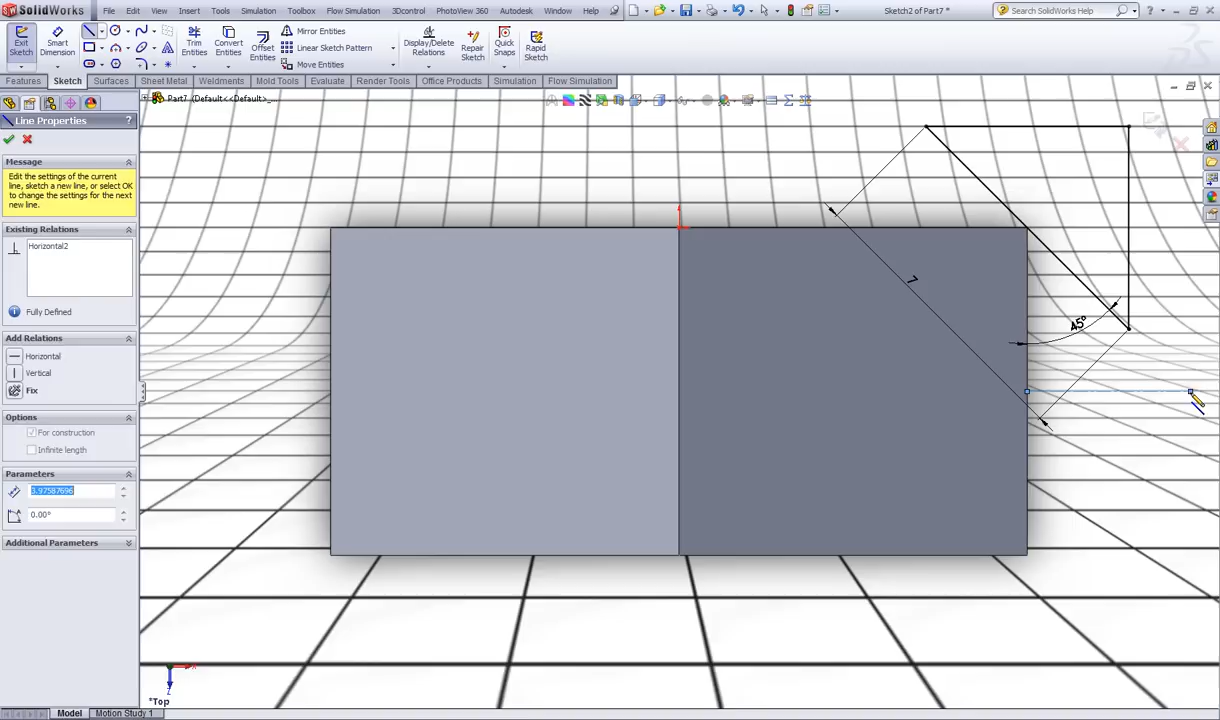 SolidWorks
File Edit View Insert Tools Simulation Toolbox Flow Simulation 3Dcontrol PhotoView 360 Autodesk Window Help
Sketch2 of Part7 *
Search SolidWorks Help
Exit Sketch
Smart Dimension
Trim Entities
Convert Entities
Offset Entities
Mirror Entities
Linear Sketch Pattern
Move Entities
Display/Delete Relations
Repair Sketch
Quick Snaps
Rapid Sketch
Features Sketch Surfaces Sheet Metal Weldments Mold Tools Evaluate Render Tools Office Products Simulation Flow Simulation
Part7 (Default<<Default>_...
Line Properties ?
Message
Edit the settings of the current
line, sketch a new line, or select OK
to change the settings for the next
new line.
Existing Relations
Horizontal2
Fully Defined
Add Relations
Horizontal
Vertical
Fix
Options
For construction
Infinite length
Parameters
3.97587696
0.00°
Additional Parameters
7
45°
*Top
Model Motion Study 1